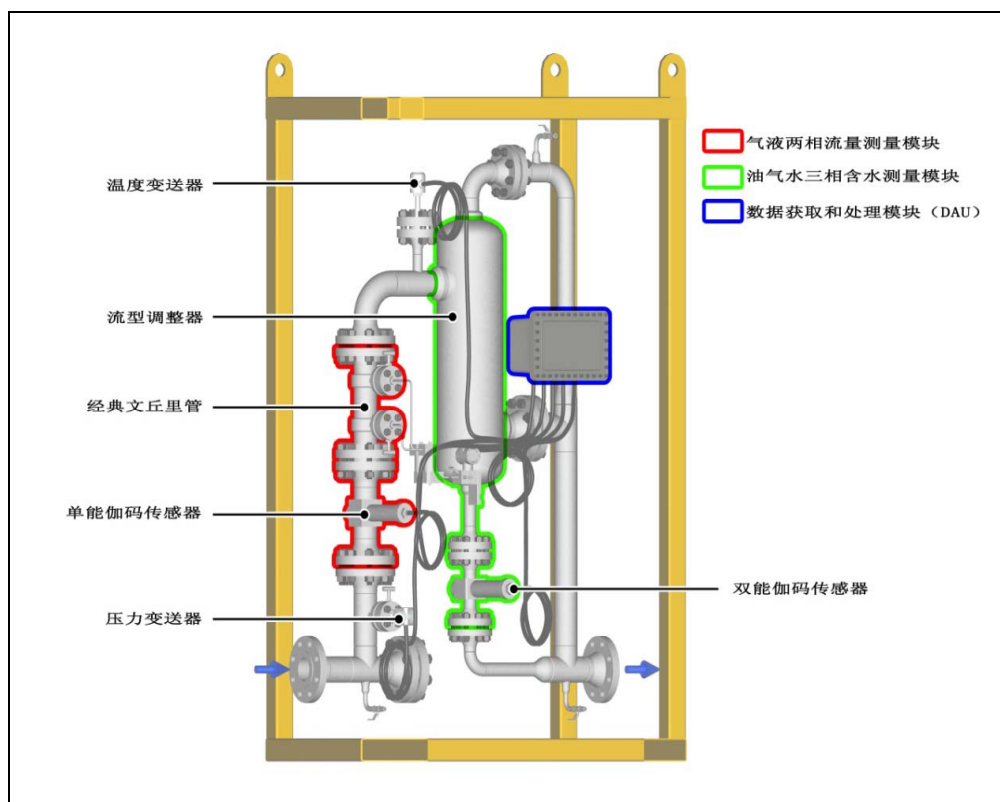 气液两相流量测量模块
油气水三相含水测量模块
数据获取和处理模块（DAU）
温度变送器
流型调整器
经典文丘里管
单能伽码传感器
压力变送器
双能伽码传感器